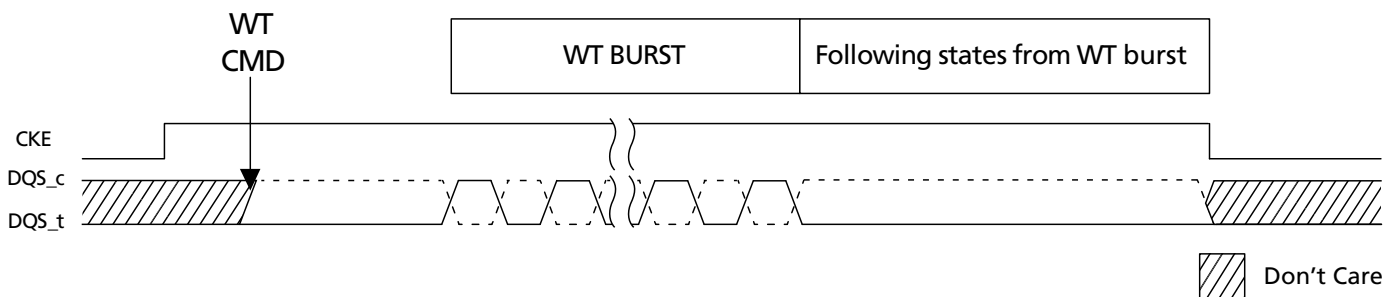 WT
CMD
WT BURST
Following states from WT burst
CKE
DQS_c
DQS_t
Don't Care